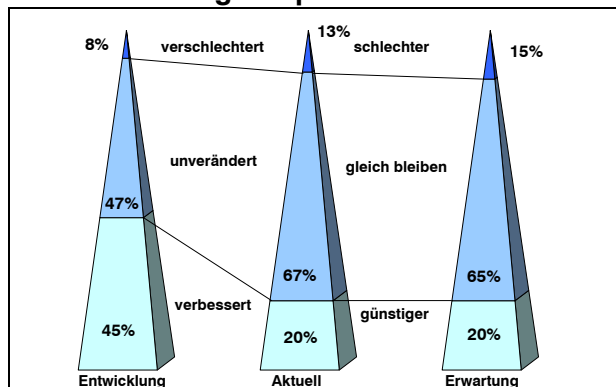 8% verschlechtert 13% schlechter 15%
unverändert gleich bleiben
47%
67% 65%
verbessert günstiger
45% 20% 20%
Entwicklung Aktuell Erwartung